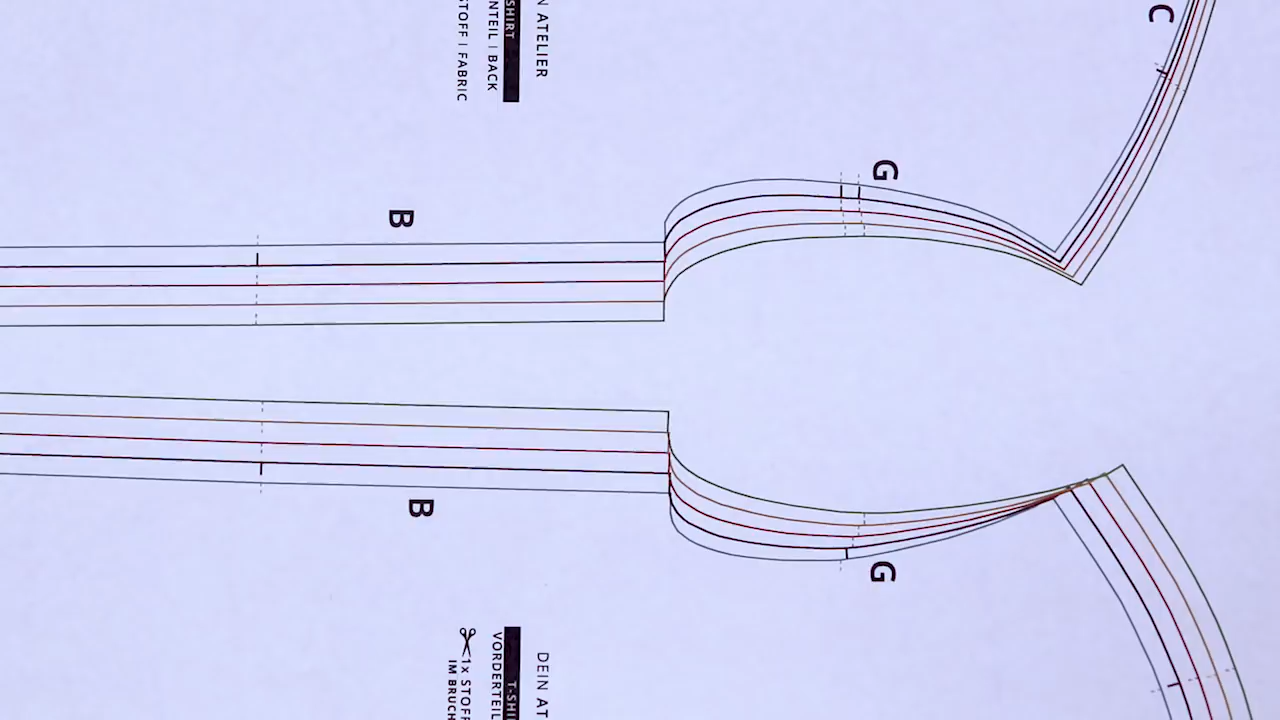 N ATELIER
SHIRT
NTEIL | BACK
STOFF | FABRIC
C
G
B
B
G
DEIN AT
T-SHI
VORDERTEIL
1x STOFF
IM BRUCH